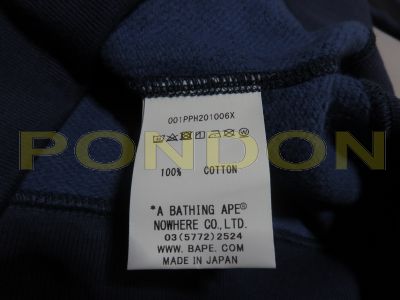 001PPH201006X
PONDON
100% COTTON
*A BATHING APE®
NOWHERE CO., LTD.
03(5772)2524
WWW.BAPE.COM
MADE IN JAPAN